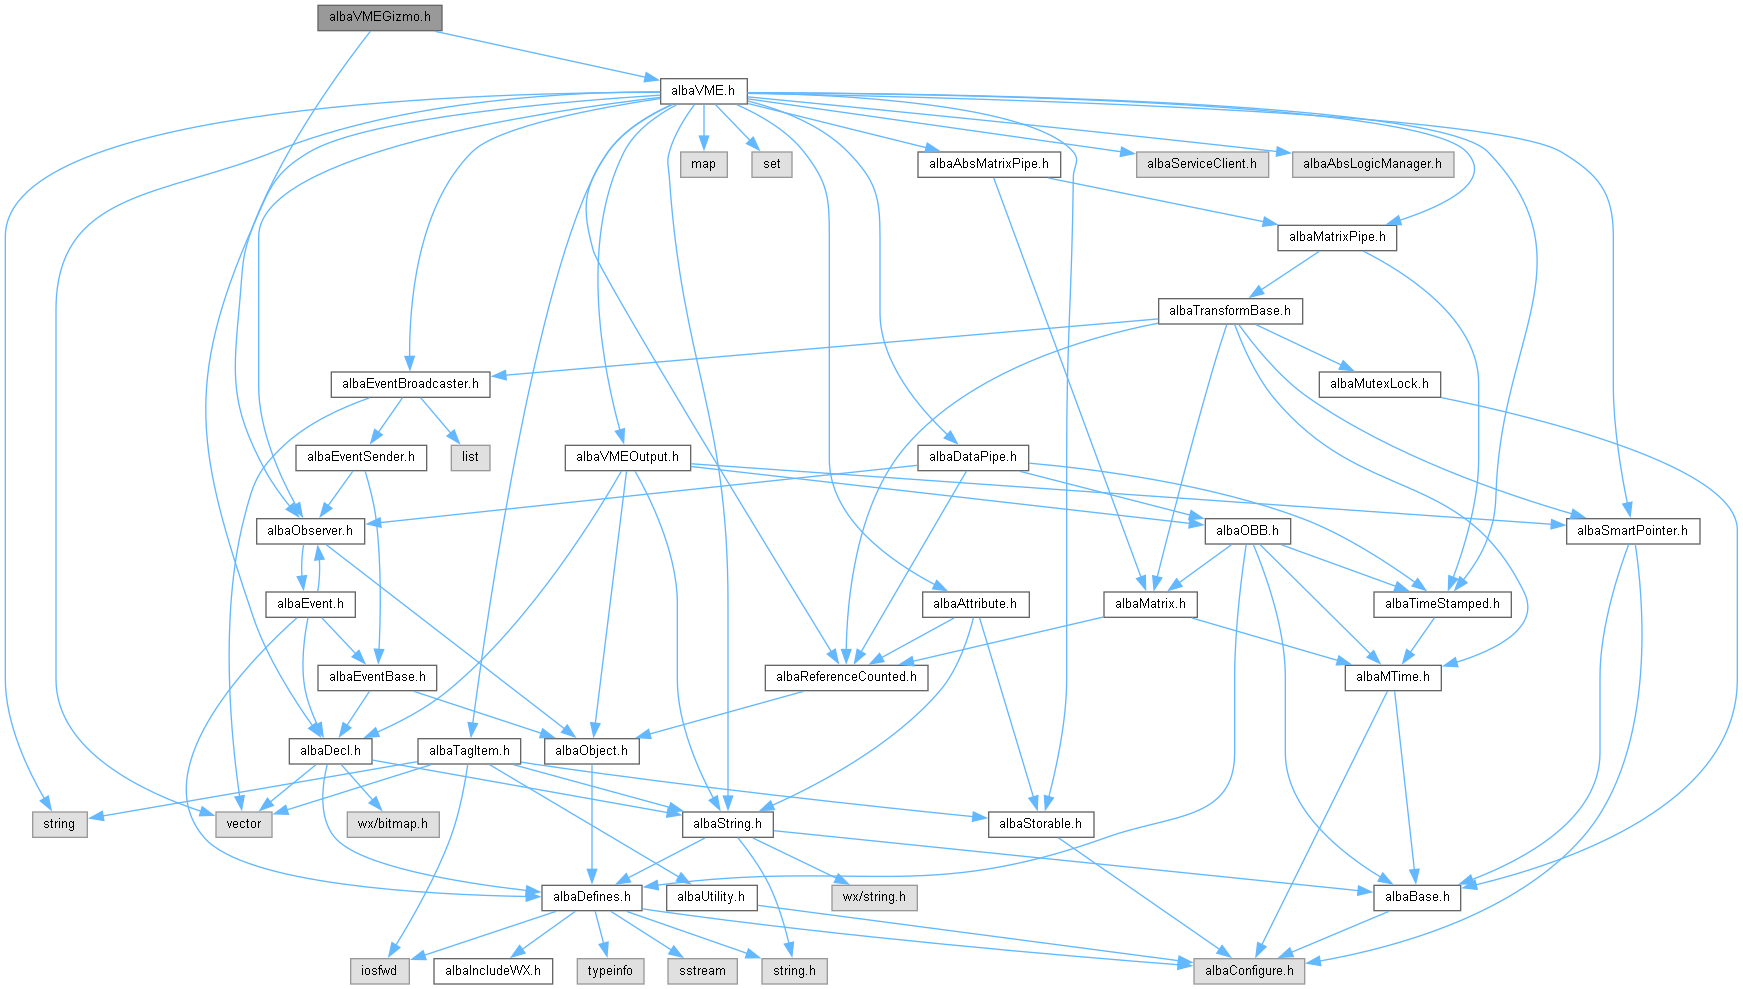 albaVMEGizmo.h
albaVME.h
map
set
albaAbsMatrixPipe.h
albaServiceClient.h
albaAbsLogicManager.h
albaMatrixPipe.h
albaTransformBase.h
albaEventBroadcaster.h
albaMutexLock.h
albaEventSender.h
list
albaVMEOutput.h
albaDataPipe.h
albaObserver.h
albaOBB.h
albaSmartPointer.h
albaEvent.h
albaAttribute.h
albaMatrix.h
albaTimeStamped.h
albaEventBase.h
albaReferenceCounted.h
albaMTime.h
albaDecl.h
albaTagItem.h
albaObject.h
string
vector
wx/bitmap.h
albaString.h
albaStorable.h
albaDefines.h
albaUtility.h
wx/string.h
albaBase.h
iosfwd
albaIncludeWX.h
typeinfo
sstream
string.h
albaConfigure.h